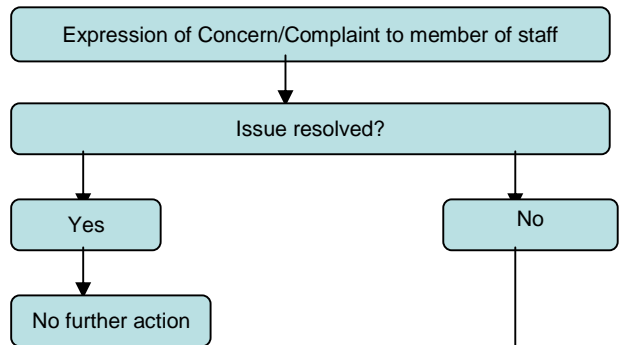 Expression of Concern/Complaint to member of staff
Issue resolved?
Yes
No
No further action